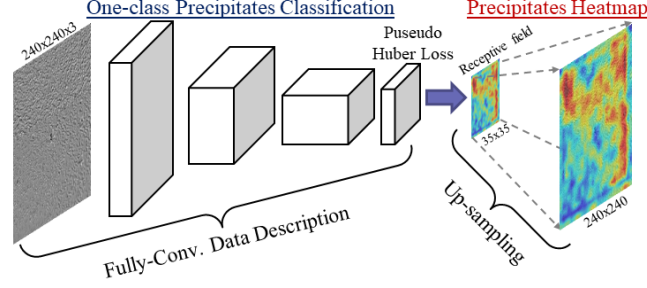 One-class Precipitates Classification
Precipitates Heatmap
240x240x3
Puseudo
Huber Loss
Receptive field
35x35
240x240
Fully-Conv. Data Description
Up-sampling